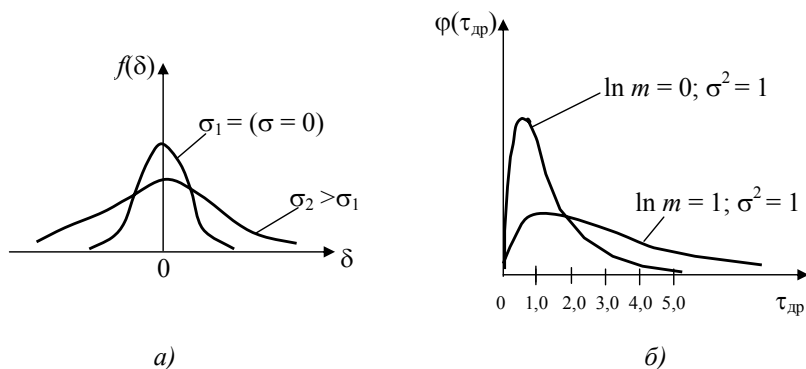 f(δ)
σ₁ = (σ = 0)
σ₂ >σ₁
0
δ
а)
φ(τдр)
ln m = 0; σ² = 1
ln m = 1; σ² = 1
0 1,0 2,0 3,0 4,0 5,0
τдр
б)